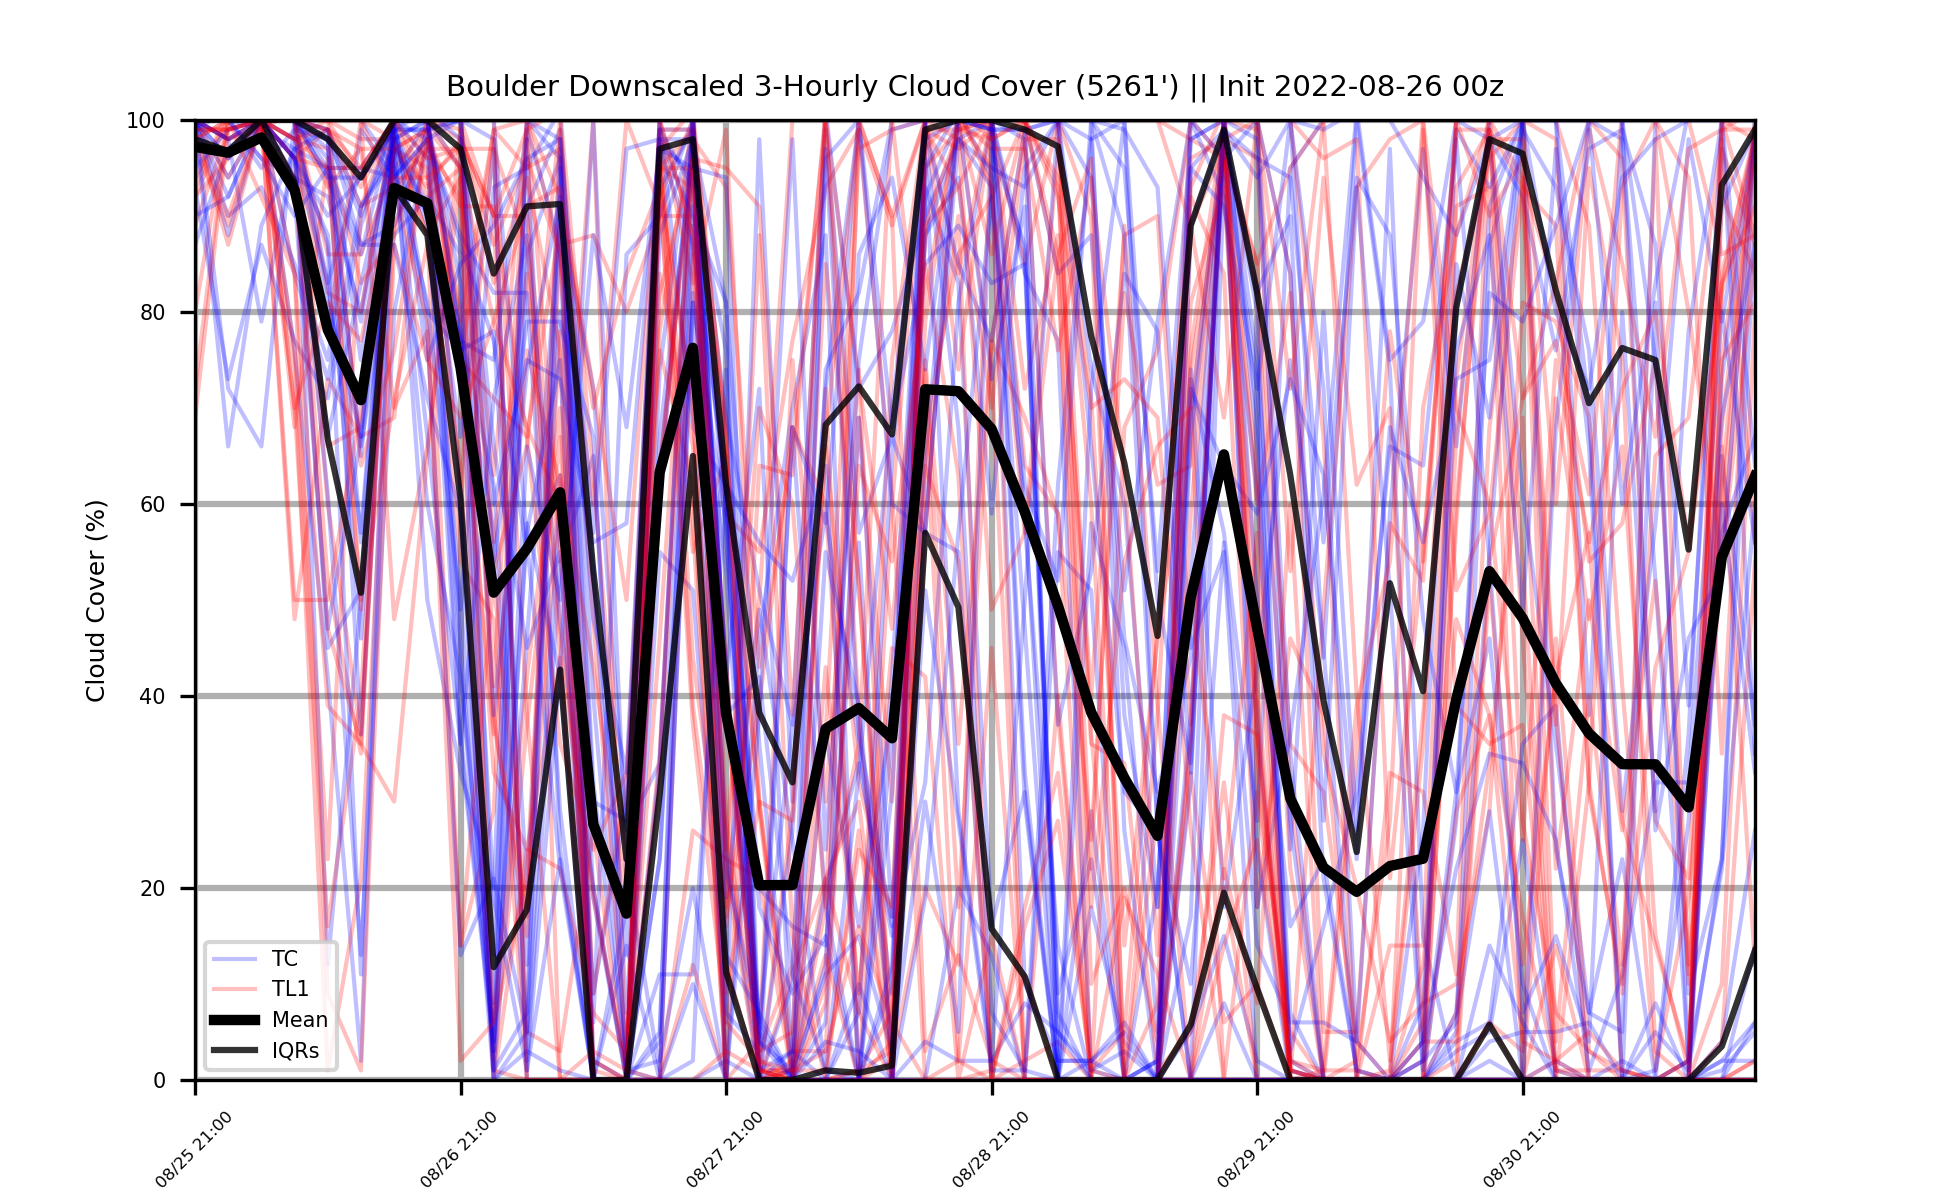 Boulder Downscaled 3-Hourly Cloud Cover (5261') || Init 2022-08-26 00z
Cloud Cover (%)
100
80
60
40
20
0
TC
TL1
Mean
IQRs
08/25 21:00
08/26 21:00
08/27 21:00
08/28 21:00
08/29 21:00
08/30 21:00